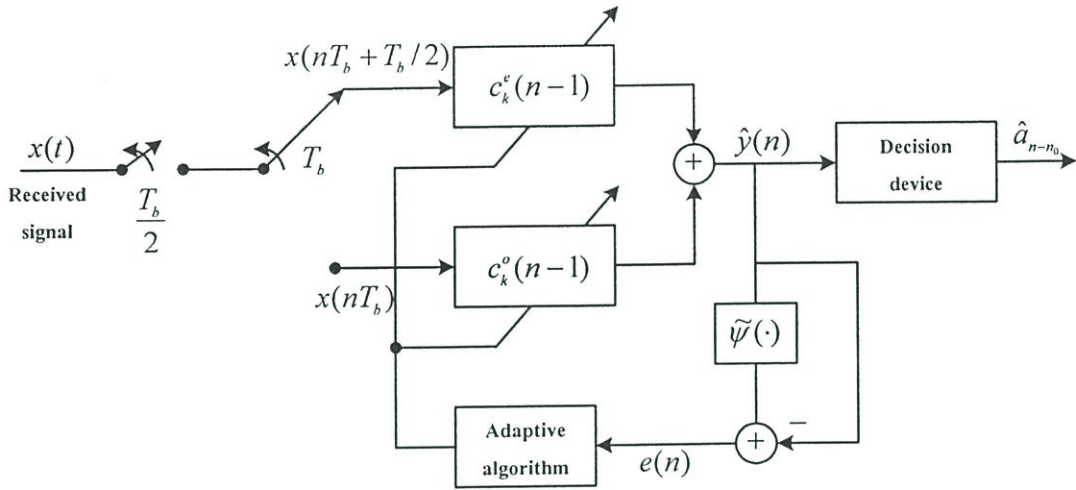 x(nT_b + T_b/2)
c_k^e(n-1)
x(t)
T_b
ŷ(n)
Decision
device
â_{n-n_0}
Received
signal
T_b/2
+
x(nT_b)
c_k^o(n-1)
ψ̃(·)
Adaptive
algorithm
e(n)
+
−